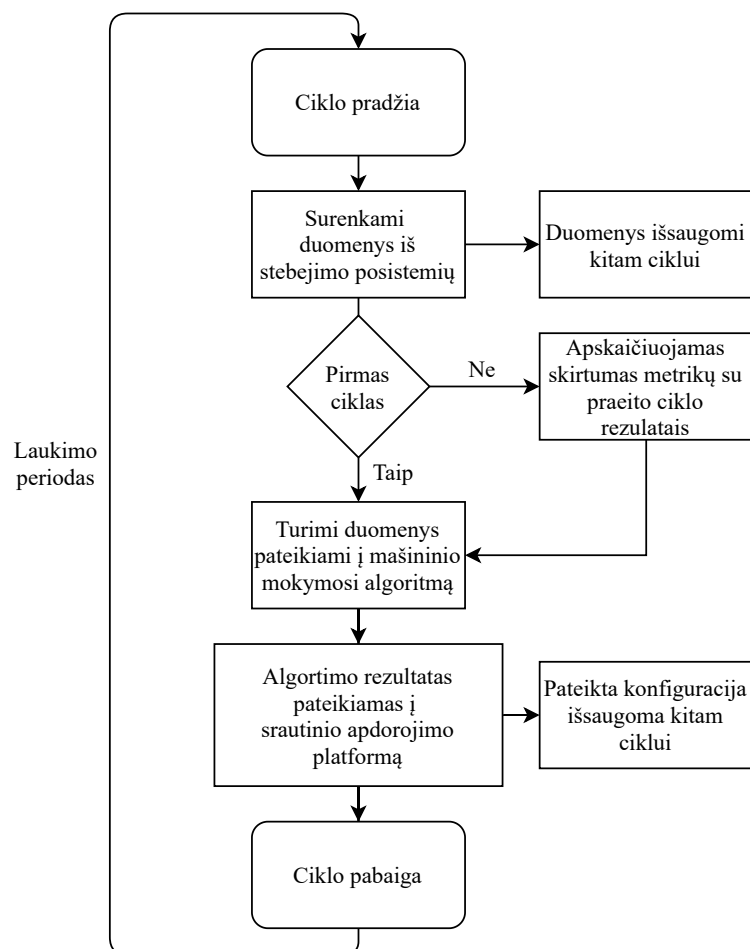 Ciklo pradžia
Surenkami
duomenys iš
stebejimo posistemių
Duomenys išsaugomi
kitam ciklui
Pirmas
ciklas
Ne
Apskaičiuojamas
skirtumas metrikų su
praeito ciklo
rezulatais
Laukimo
periodas
Taip
Turimi duomenys
pateikiami į mašininio
mokymosi algoritmą
Algortimo rezultatas
pateikiamas į
srautinio apdorojimo
platformą
Pateikta konfiguracija
išsaugoma kitam
ciklui
Ciklo pabaiga